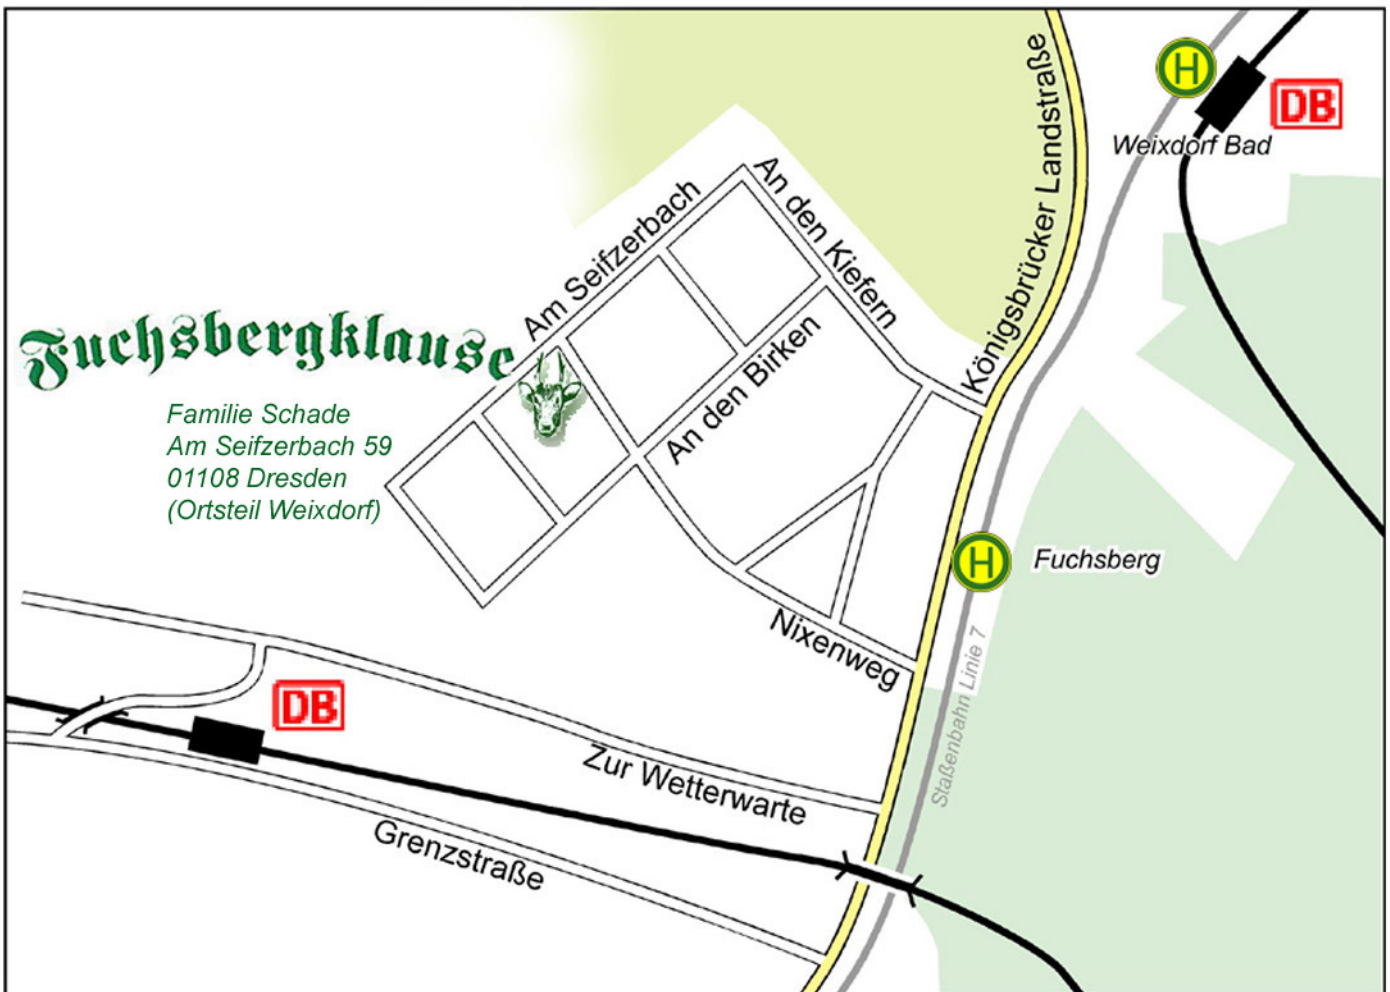 Königsbrücker Landstraße
H
DB
Weixdorf Bad
An den Kiefern
Am Seifzerbach
Fuchsbergklause
An den Birken
Familie Schade
Am Seifzerbach 59
01108 Dresden
(Ortsteil Weixdorf)
H
Fuchsberg
Nixenweg
Staßenbahn Linie 7
DB
Zur Wetterwarte
Grenzstraße